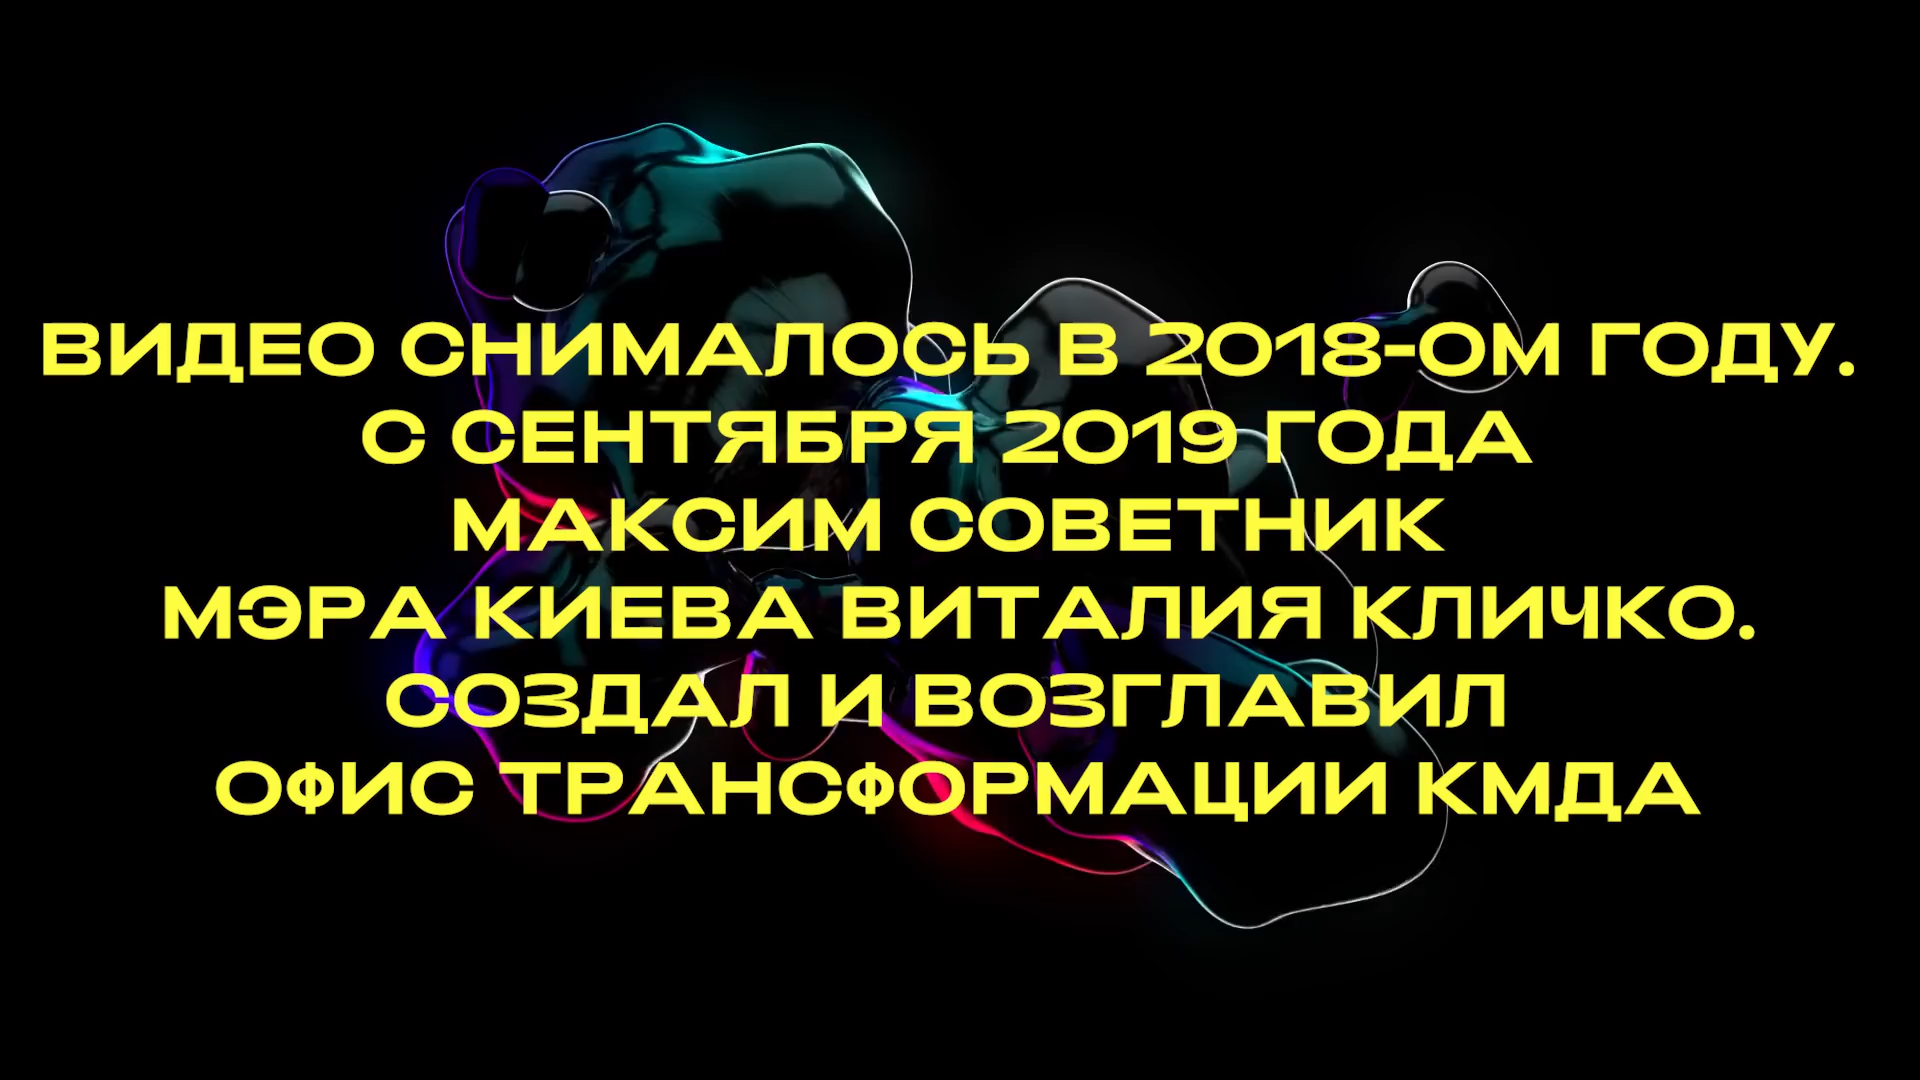 ВИДЕО СНИМАЛОСЬ В 2018-ОМ ГОДУ.
С СЕНТЯБРЯ 2019 ГОДА
МАКСИМ СОВЕТНИК
МЭРА КИЕВА ВИТАЛИЯ КЛИЧКО.
СОЗДАЛ И ВОЗГЛАВИЛ
ОФИС ТРАНСФОРМАЦИИ КМДА